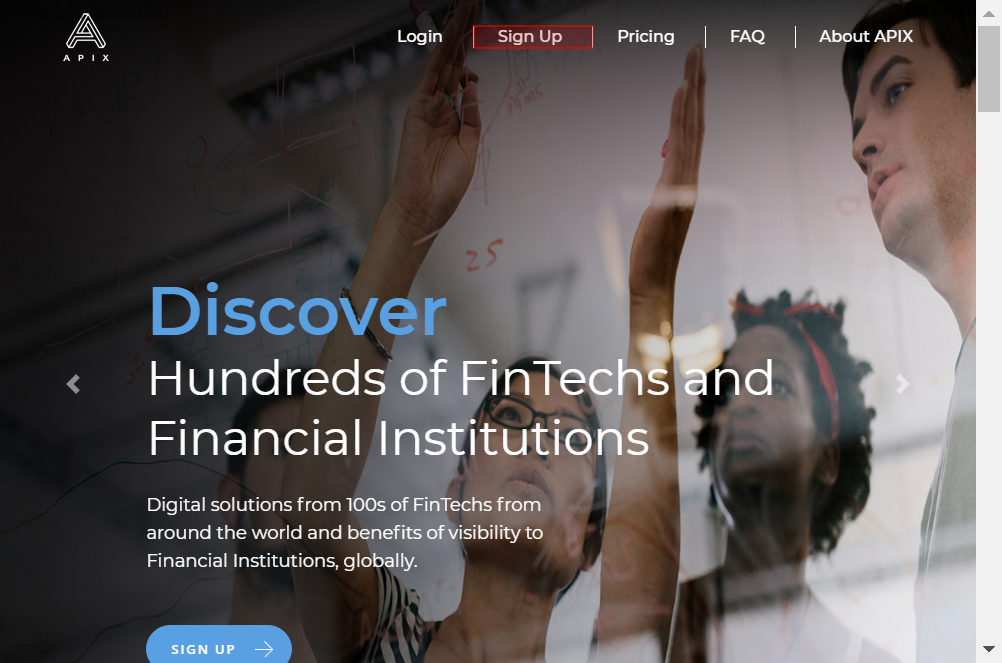 APIX
Login
Sign Up
Pricing
FAQ
About APIX
25
Discover
Hundreds of FinTechs and
Financial Institutions
Digital solutions from 100s of FinTechs from
around the world and benefits of visibility to
Financial Institutions, globally.
SIGN UP